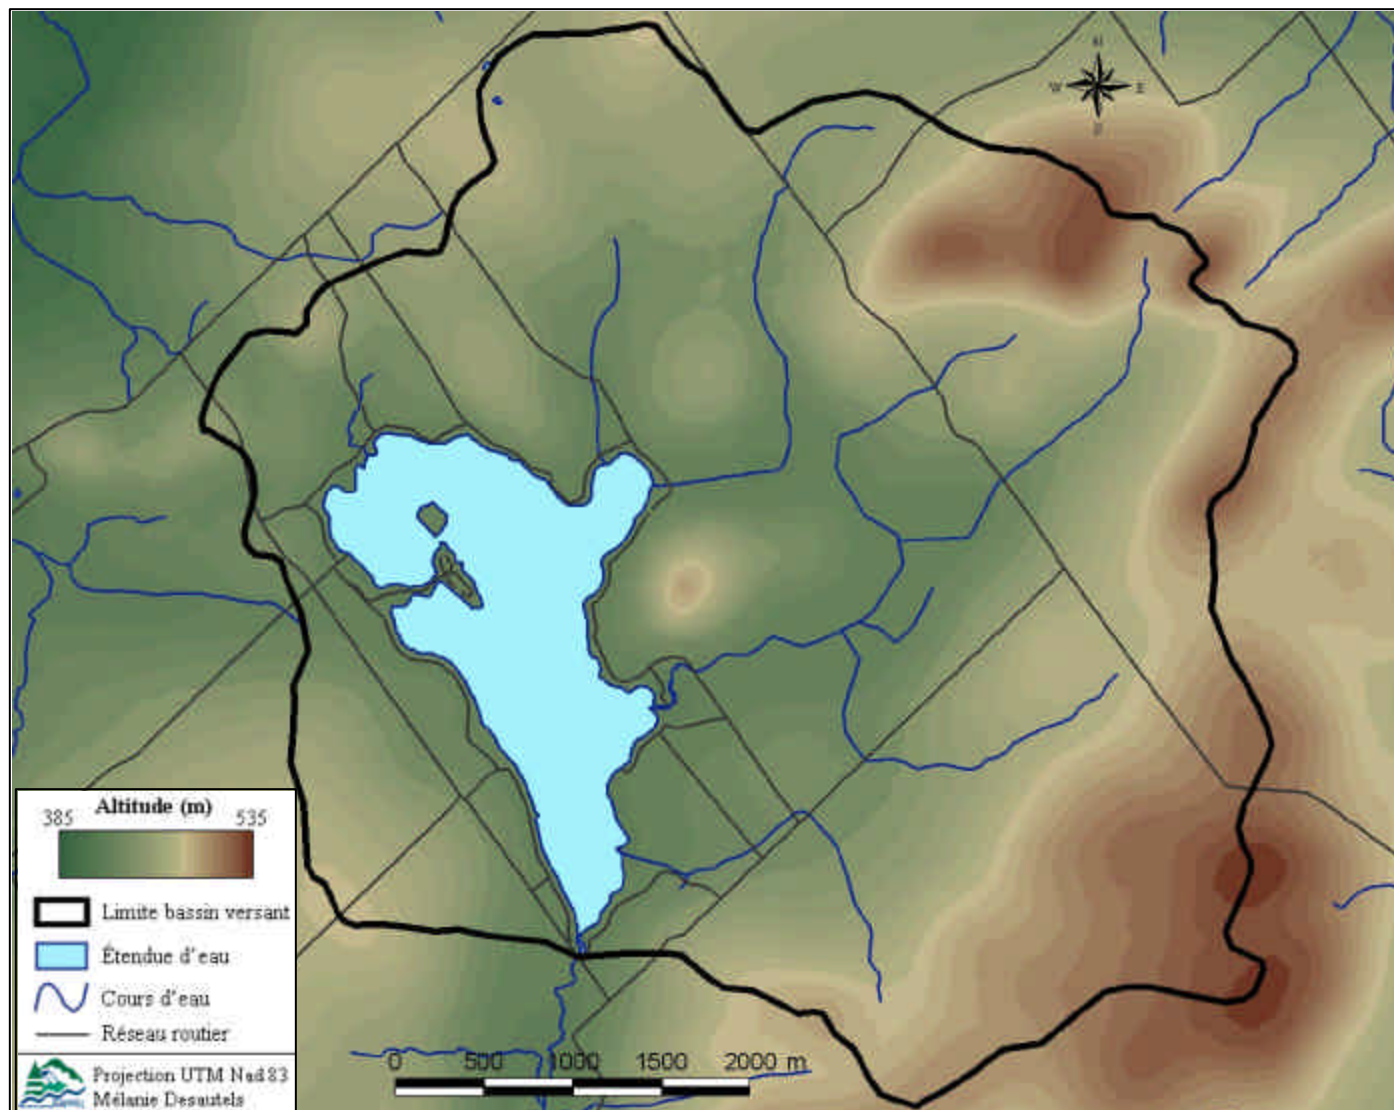 N
W E
S
Altitude (m)
385 535
Limite bassin versant
Étendue d'eau
Cours d'eau
Réseau routier
Projection UTM Nad 83
Mélanie Desautels
0 500 1000 1500 2000 m